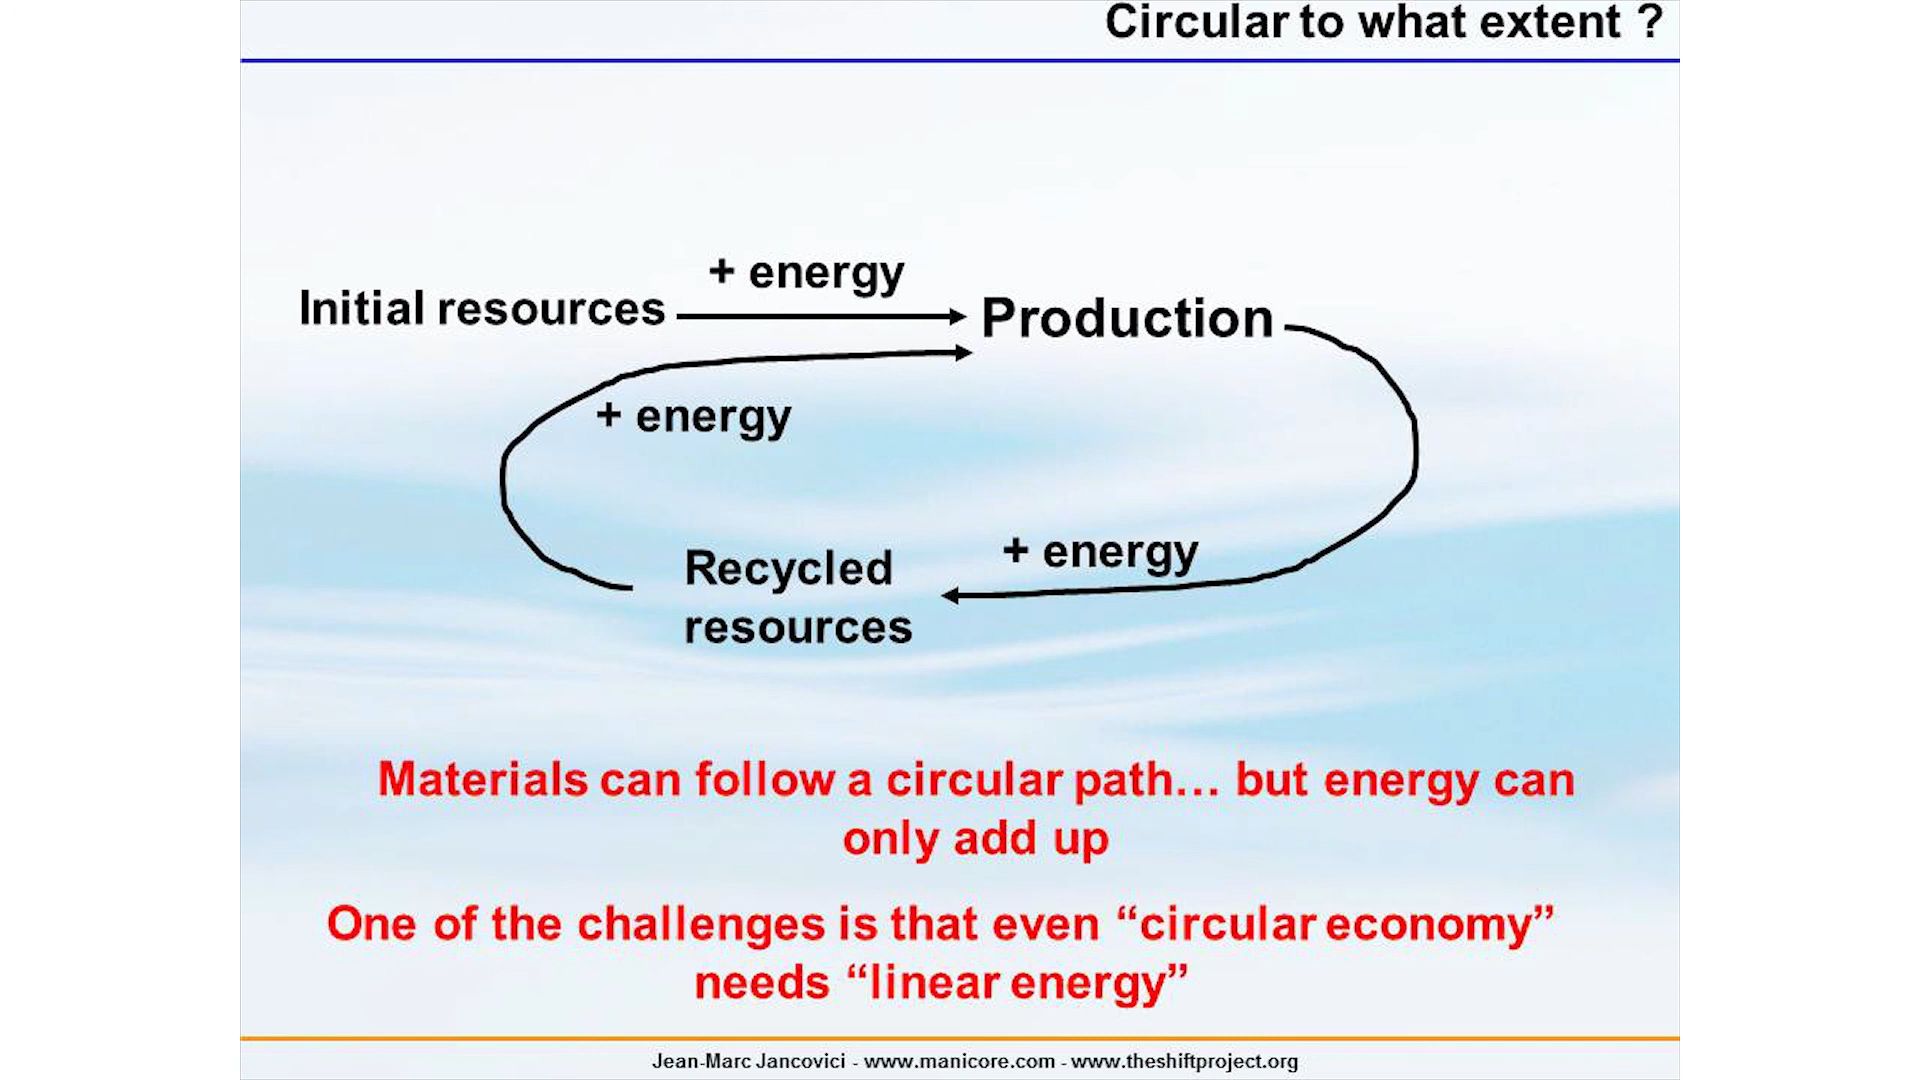 Circular to what extent ?
+ energy
Initial resources
Production
+ energy
+ energy
Recycled
resources
Materials can follow a circular path… but energy can
only add up
One of the challenges is that even “circular economy”
needs “linear energy”
Jean-Marc Jancovici - www.manicore.com - www.theshiftproject.org